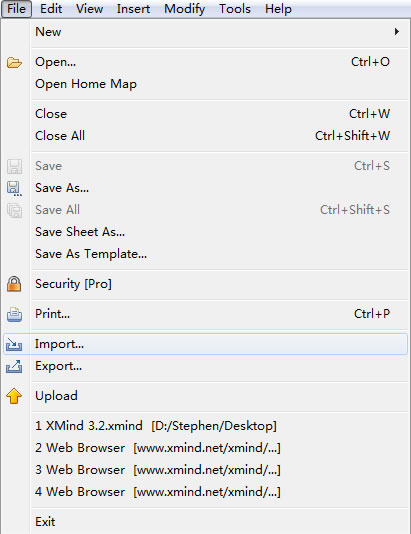 File Edit View Insert Modify Tools Help
New
Open... Ctrl+O
Open Home Map
Close Ctrl+W
Close All Ctrl+Shift+W
Save Ctrl+S
Save As...
Save All Ctrl+Shift+S
Save Sheet As...
Save As Template...
Security [Pro]
Print... Ctrl+P
Import...
Export...
Upload
1 XMind 3.2.xmind [D:/Stephen/Desktop]
2 Web Browser [www.xmind.net/xmind/...]
3 Web Browser [www.xmind.net/xmind/...]
4 Web Browser [www.xmind.net/xmind/...]
Exit